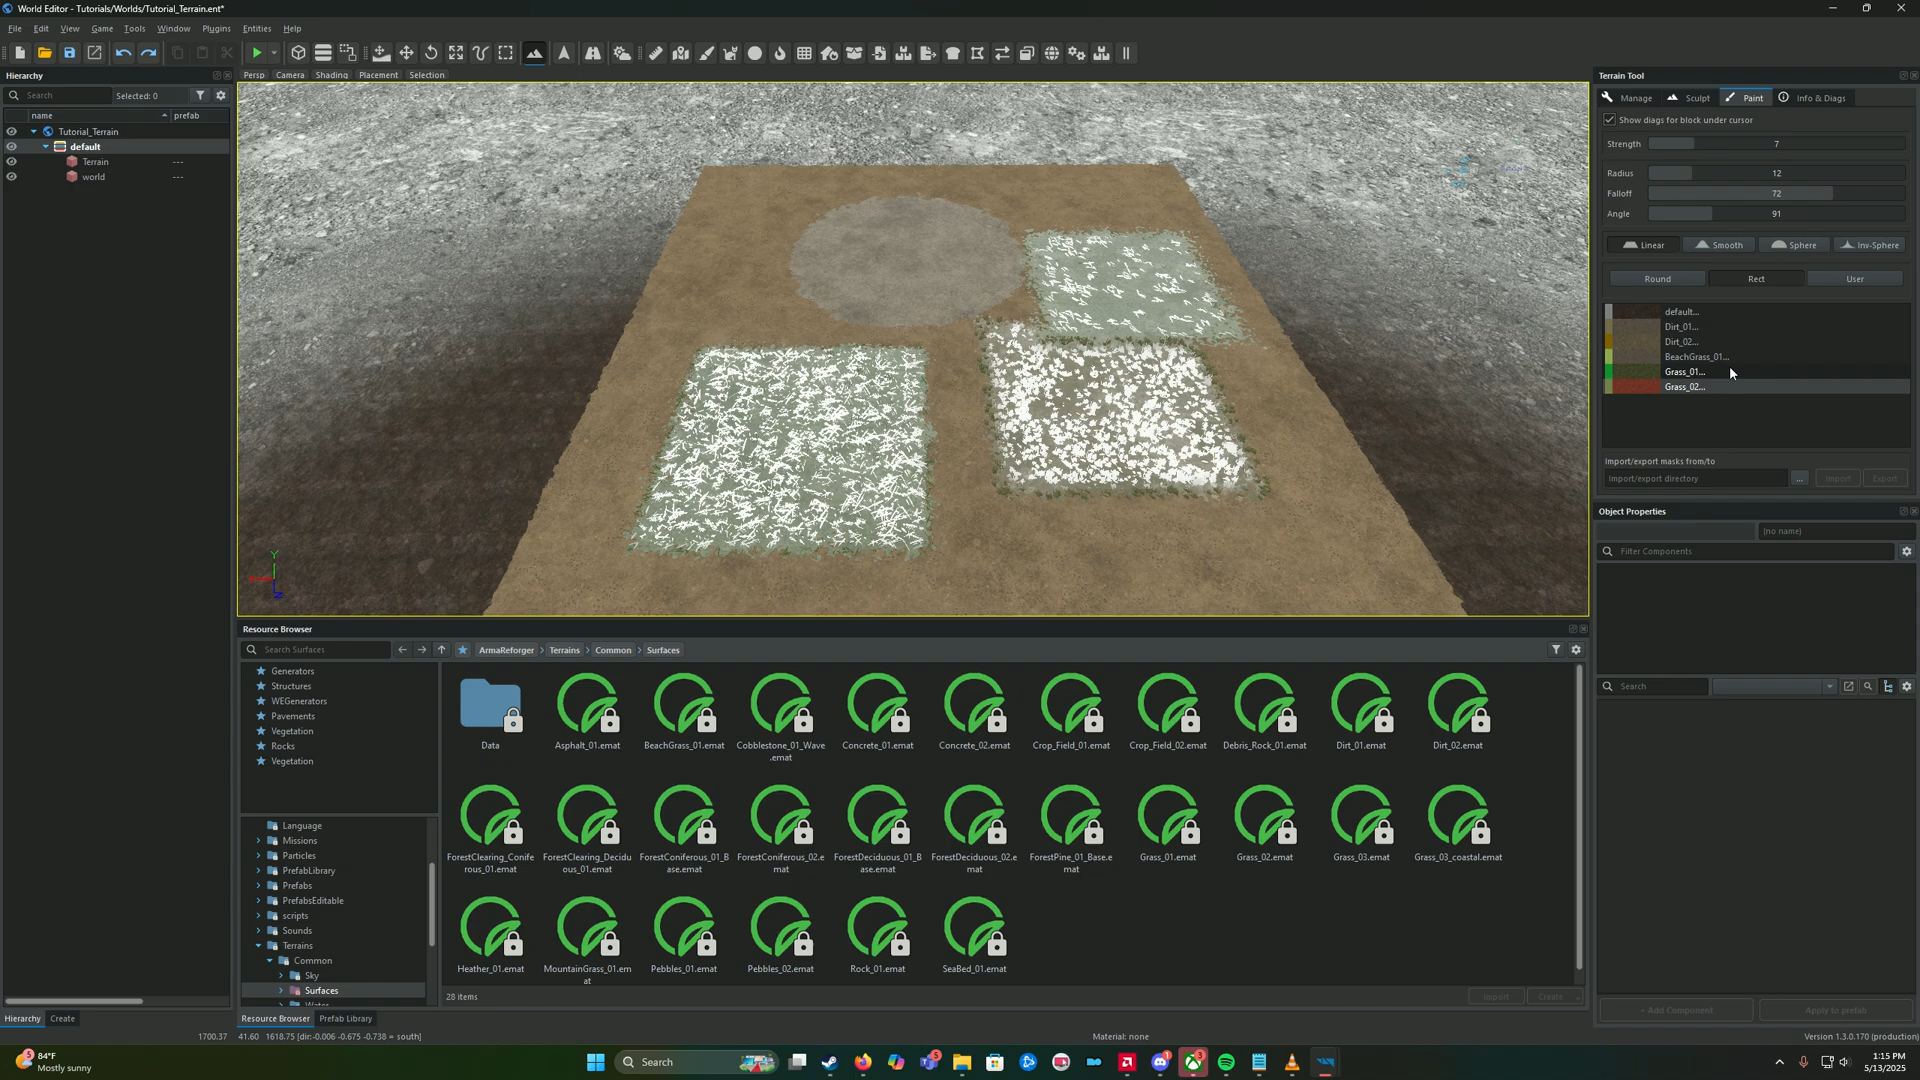 World Editor - Tutorials/Worlds/Tutorial_Terrain.ent*
File Edit View Game Tools Window Plugins Entities Help
Hierarchy
Search Selected: 0
name prefab
Tutorial_Terrain
default
Terrain ---
world ---
Persp Camera Shading Placement Selection
Terrain Tool
Manage Sculpt Paint Info & Diags
Show diags for block under cursor
Strength 7
Radius 12
Falloff 72
Angle 91
Linear Smooth Sphere Inv-Sphere
Round Rect User
default...
Dirt_01...
Dirt_02...
BeachGrass_01...
Grass_01...
Grass_02...
Import/export masks from/to
Import/export directory ... Import Export
Object Properties
(no name)
Filter Components
Search
+ Add Component Apply to prefab
Resource Browser
Search Surfaces ArmaReforger > Terrains > Common > Surfaces
Generators
Structures
WEGenerators
Pavements
Vegetation
Rocks
Vegetation
Language
Missions
Particles
PrefabLibrary
Prefabs
PrefabsEditable
scripts
Sounds
Terrains
Common
Sky
Surfaces
Water
Data Asphalt_01.emat BeachGrass_01.emat Cobblestone_01_Wave Concrete_01.emat Concrete_02.emat Crop_Field_01.emat Crop_Field_02.emat Debris_Rock_01.emat Dirt_01.emat Dirt_02.emat
.emat
ForestClearing_Conife ForestClearing_Decidu ForestConiferous_01_B ForestConiferous_02.e ForestDeciduous_01_B ForestDeciduous_02.e ForestPine_01_Base.e Grass_01.emat Grass_02.emat Grass_03.emat Grass_03_coastal.emat
rous_01.emat ous_01.emat ase.emat mat ase.emat mat mat
Heather_01.emat MountainGrass_01.em Pebbles_01.emat Pebbles_02.emat Rock_01.emat SeaBed_01.emat
at
28 items Import Create
Hierarchy Create Resource Browser Prefab Library
1700.37 41.60 1618.75 [dir:-0.006 -0.675 -0.738 = south] Material: none Version 1.3.0.170 (production)
84°F
Mostly sunny
Search
1:15 PM
5/13/2025